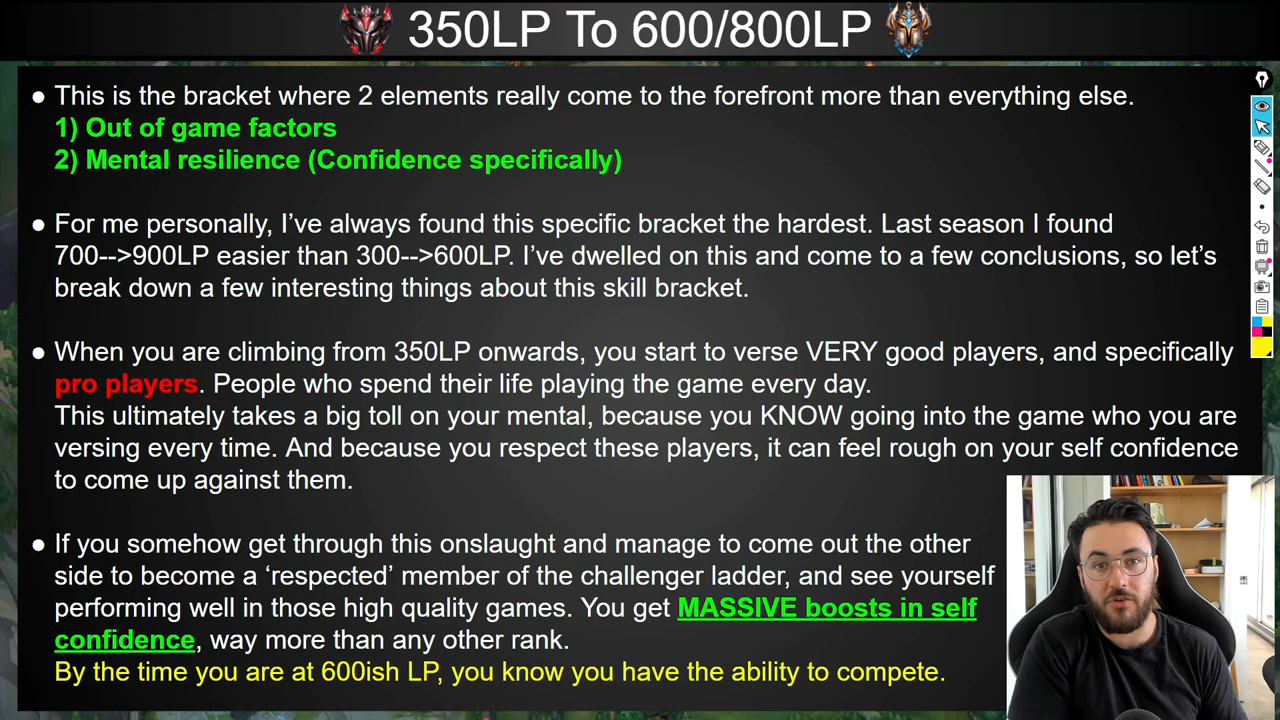 350LP To 600/800LP
● This is the bracket where 2 elements really come to the forefront more than everything else.
1) Out of game factors
2) Mental resilience (Confidence specifically)
● For me personally, I’ve always found this specific bracket the hardest. Last season I found
700-->900LP easier than 300-->600LP. I’ve dwelled on this and come to a few conclusions, so let’s
break down a few interesting things about this skill bracket.
● When you are climbing from 350LP onwards, you start to verse VERY good players, and specifically
pro players. People who spend their life playing the game every day.
This ultimately takes a big toll on your mental, because you KNOW going into the game who you are
versing every time. And because you respect these players, it can feel rough on your self confidence
to come up against them.
● If you somehow get through this onslaught and manage to come out the other
side to become a ‘respected’ member of the challenger ladder, and see yourself
performing well in those high quality games. You get MASSIVE boosts in self
confidence, way more than any other rank.
By the time you are at 600ish LP, you know you have the ability to compete.